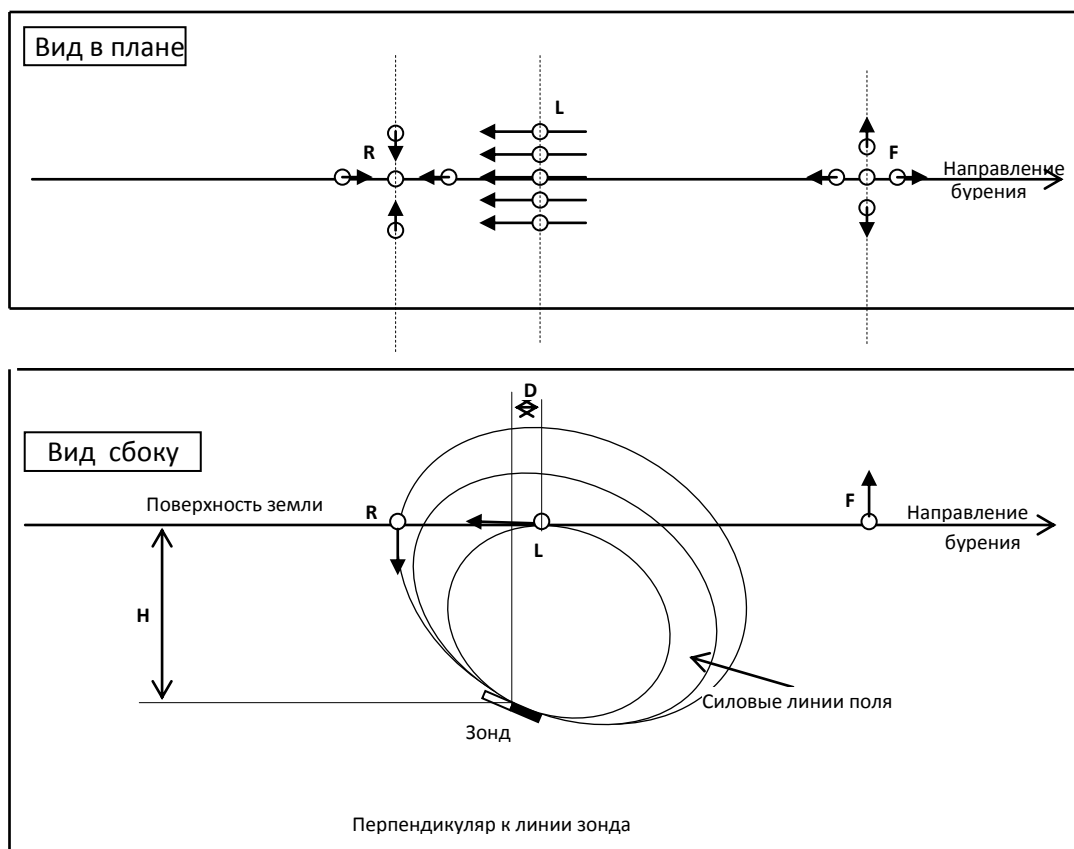 Вид в плане
L
R
F
Направление
бурения
D
Вид сбоку
Поверхность земли
R
F
Направление
бурения
L
H
Силовые линии поля
Зонд
Перпендикуляр к линии зонда